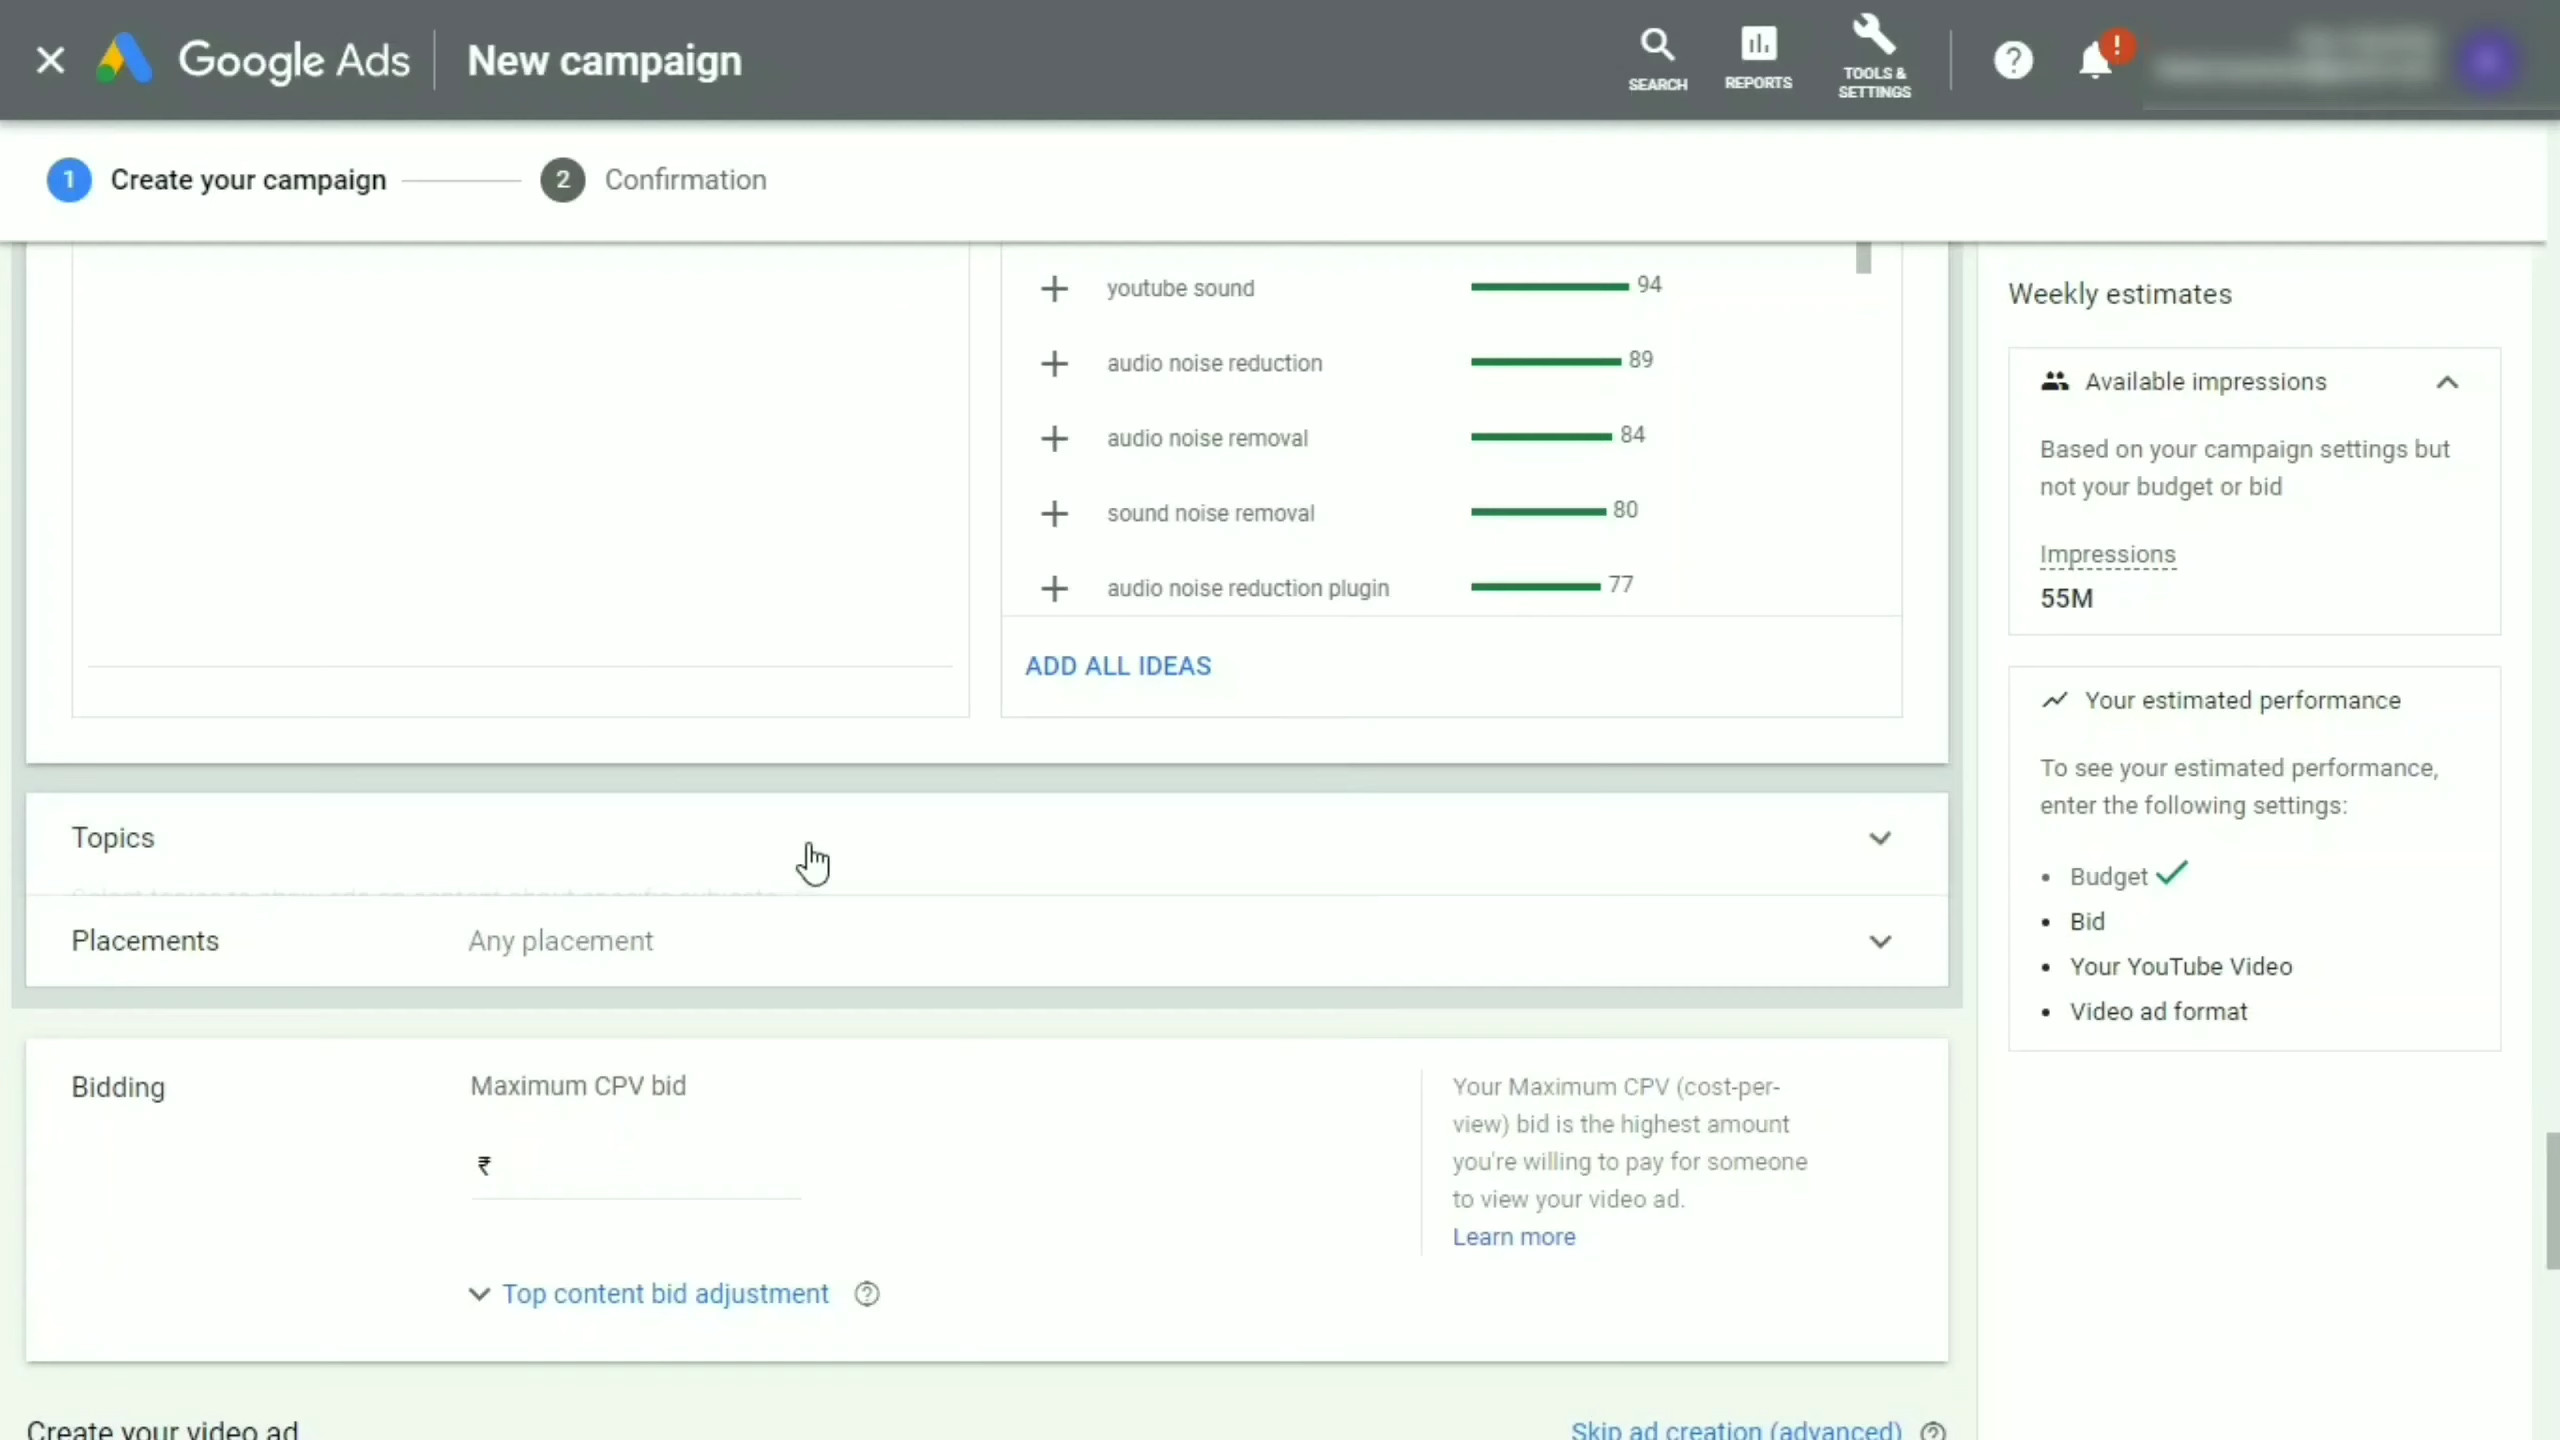 Google Ads
New campaign
SEARCH
REPORTS
TOOLS &
SETTINGS
1 Create your campaign
2 Confirmation
youtube sound 94
audio noise reduction 89
audio noise removal 84
sound noise removal 80
audio noise reduction plugin 77
ADD ALL IDEAS
Topics
Placements Any placement
Bidding
Maximum CPV bid
₹
Top content bid adjustment
Your Maximum CPV (cost-per-
view) bid is the highest amount
you're willing to pay for someone
to view your video ad.
Learn more
Create your video ad
Skip ad creation (advanced)
Weekly estimates
Available impressions
Based on your campaign settings but
not your budget or bid
Impressions
55M
Your estimated performance
To see your estimated performance,
enter the following settings:
• Budget
• Bid
• Your YouTube Video
• Video ad format